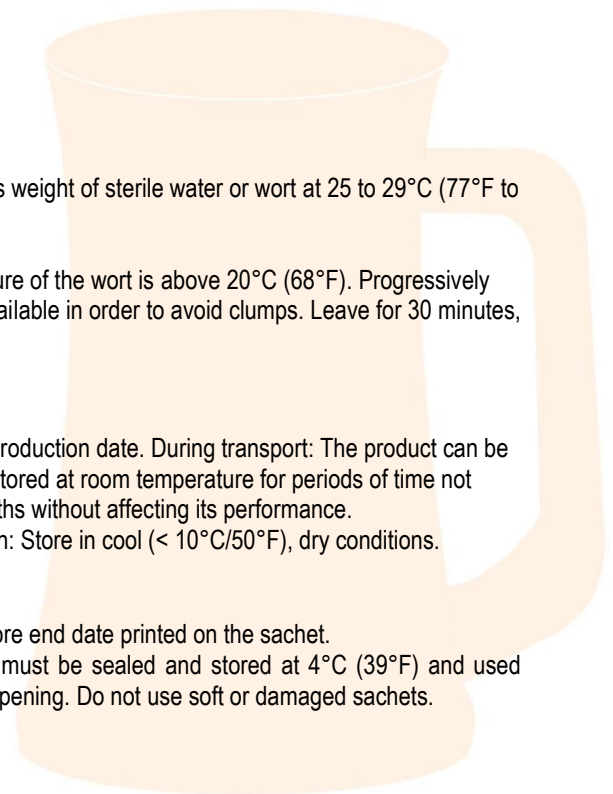 s weight of sterile water or wort at 25 to 29°C (77°F to
ure of the wort is above 20°C (68°F). Progressively
ailable in order to avoid clumps. Leave for 30 minutes,
roduction date. During transport: The product can be
tored at room temperature for periods of time not
ths without affecting its performance.
n: Store in cool (< 10°C/50°F), dry conditions.
ore end date printed on the sachet.
must be sealed and stored at 4°C (39°F) and used
pening. Do not use soft or damaged sachets.